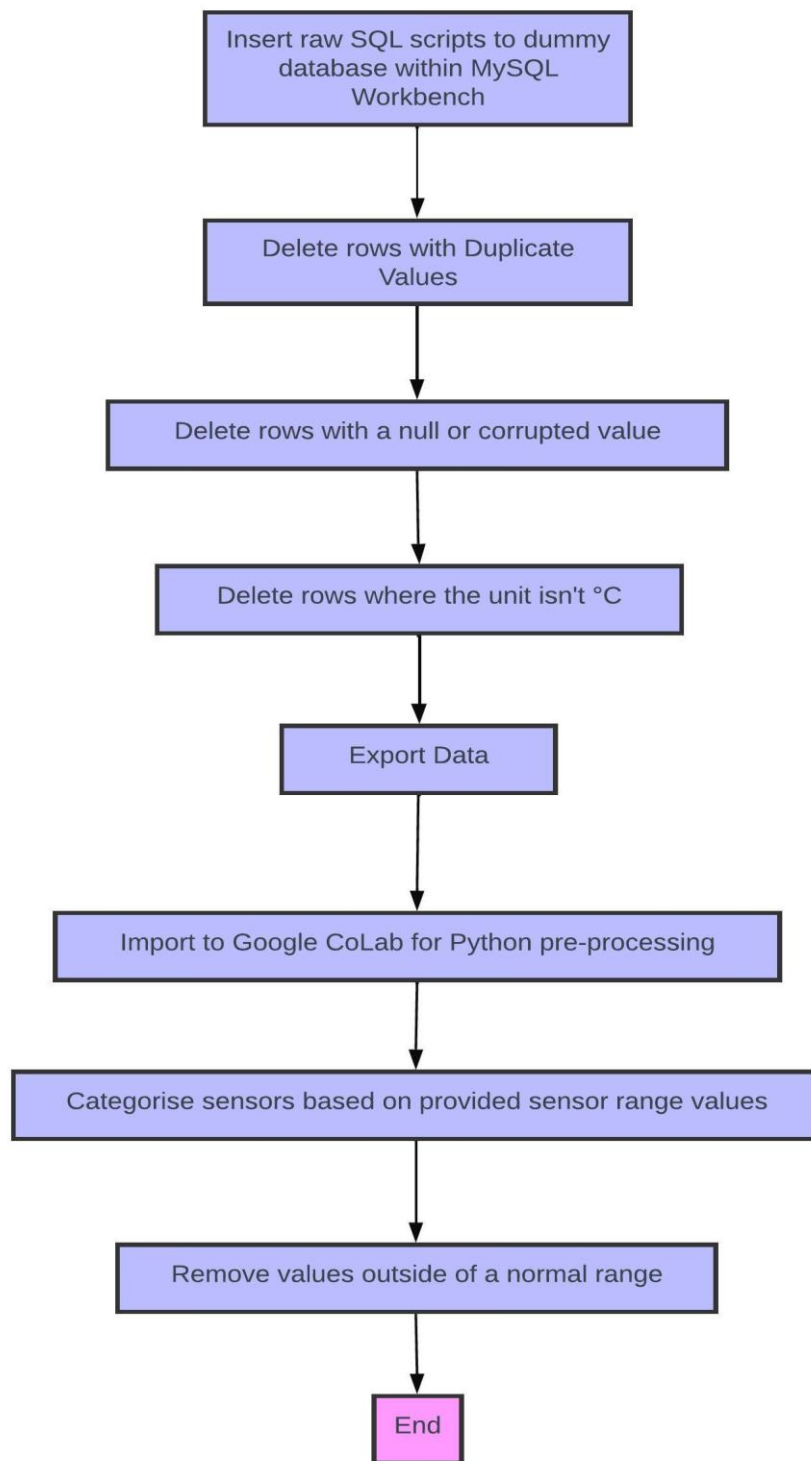 Insert raw SQL scripts to dummy
database within MySQL
Workbench
Delete rows with Duplicate
Values
Delete rows with a null or corrupted value
Delete rows where the unit isn't °C
Export Data
Import to Google CoLab for Python pre-processing
Categorise sensors based on provided sensor range values
Remove values outside of a normal range
End